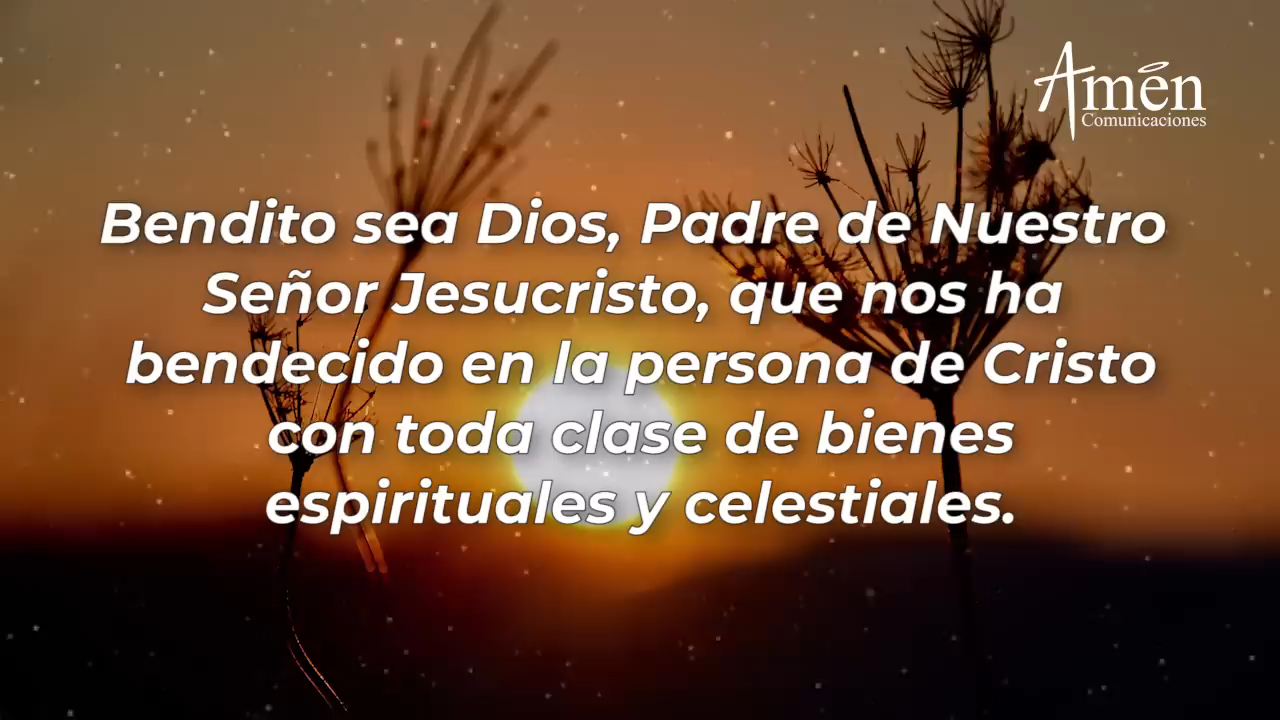 Amén
Comunicaciones
Bendito sea Dios, Padre de Nuestro
Señor Jesucristo, que nos ha
bendecido en la persona de Cristo
con toda clase de bienes
espirituales y celestiales.